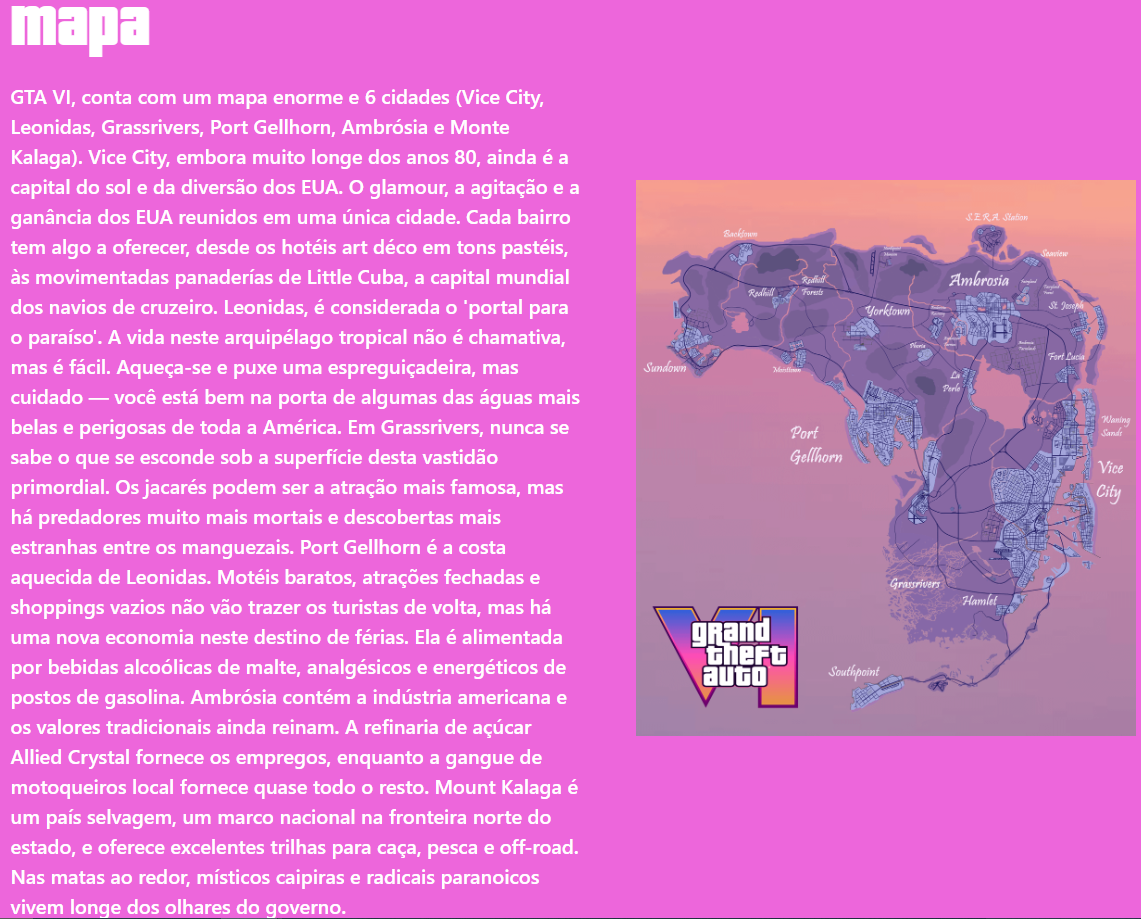 mapa
GTA VI, conta com um mapa enorme e 6 cidades (Vice City,
Leonidas, Grassrivers, Port Gellhorn, Ambrósia e Monte
Kalaga). Vice City, embora muito longe dos anos 80, ainda é a
capital do sol e da diversão dos EUA. O glamour, a agitação e a
ganância dos EUA reunidos em uma única cidade. Cada bairro
tem algo a oferecer, desde os hotéis art déco em tons pastéis,
às movimentadas panaderías de Little Cuba, a capital mundial
dos navios de cruzeiro. Leonidas, é considerada o 'portal para
o paraíso'. A vida neste arquipélago tropical não é chamativa,
mas é fácil. Aqueça-se e puxe uma espreguiçadeira, mas
cuidado — você está bem na porta de algumas das águas mais
belas e perigosas de toda a América. Em Grassrivers, nunca se
sabe o que se esconde sob a superfície desta vastidão
primordial. Os jacarés podem ser a atração mais famosa, mas
há predadores muito mais mortais e descobertas mais
estranhas entre os manguezais. Port Gellhorn é a costa
aquecida de Leonidas. Motéis baratos, atrações fechadas e
shoppings vazios não vão trazer os turistas de volta, mas há
uma nova economia neste destino de férias. Ela é alimentada
por bebidas alcoólicas de malte, analgésicos e energéticos de
postos de gasolina. Ambrósia contém a indústria americana e
os valores tradicionais ainda reinam. A refinaria de açúcar
Allied Crystal fornece os empregos, enquanto a gangue de
motoqueiros local fornece quase todo o resto. Mount Kalaga é
um país selvagem, um marco nacional na fronteira norte do
estado, e oferece excelentes trilhas para caça, pesca e off-road.
Nas matas ao redor, místicos caipiras e radicais paranoicos
vivem longe dos olhares do governo.
S.E.R.A. Station
Backtown
Seaview
Redhill
Forests
Ambrosia
Redhill
St. Joseph
Yorktown
Fort Lucia
Sundown
La
Perle
Waning
Sands
Port
Gellhorn
Vice
City
Grassrivers
Hamlet
VI
grand
theft
auto
Southpoint